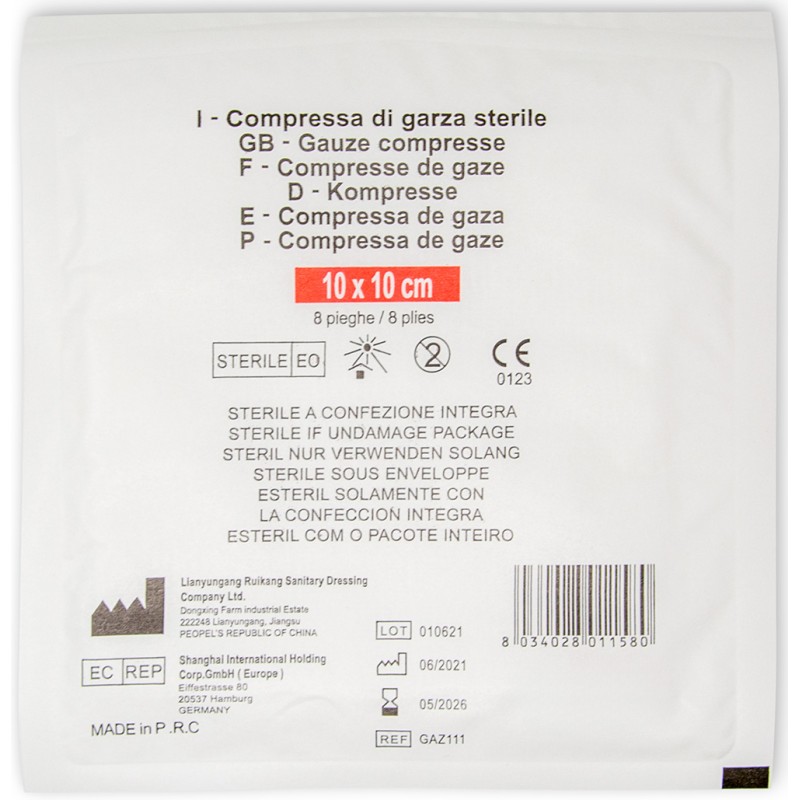 I - Compressa di garza sterile
GB - Gauze compresse
F - Compresse de gaze
D - Kompresse
E - Compressa de gaza
P - Compressa de gaze
10 x 10 cm
8 pieghe / 8 plies
STERILE EO
2
CE
0123
STERILE A CONFEZIONE INTEGRA
STERILE IF UNDAMAGE PACKAGE
STERIL NUR VERWENDEN SOLANG
STERILE SOUS ENVELOPPE
ESTERIL SOLAMENTE CON
LA CONFECCION INTEGRA
ESTERIL COM O PACOTE INTEIRO
Lianyungang Ruikang Sanitary Dressing
Company Ltd.
Dongxing Farm industrial Estate
222248 Lianyungang, Jiangsu
PEOPEL'S REPUBLIC OF CHINA
EC REP
Shanghai International Holding
Corp.GmbH ( Europe )
Eiffestrasse 80
20537 Hamburg
GERMANY
MADE in P .R.C
LOT 010621
06/2021
05/2026
REF GAZ111
8 034028 011580